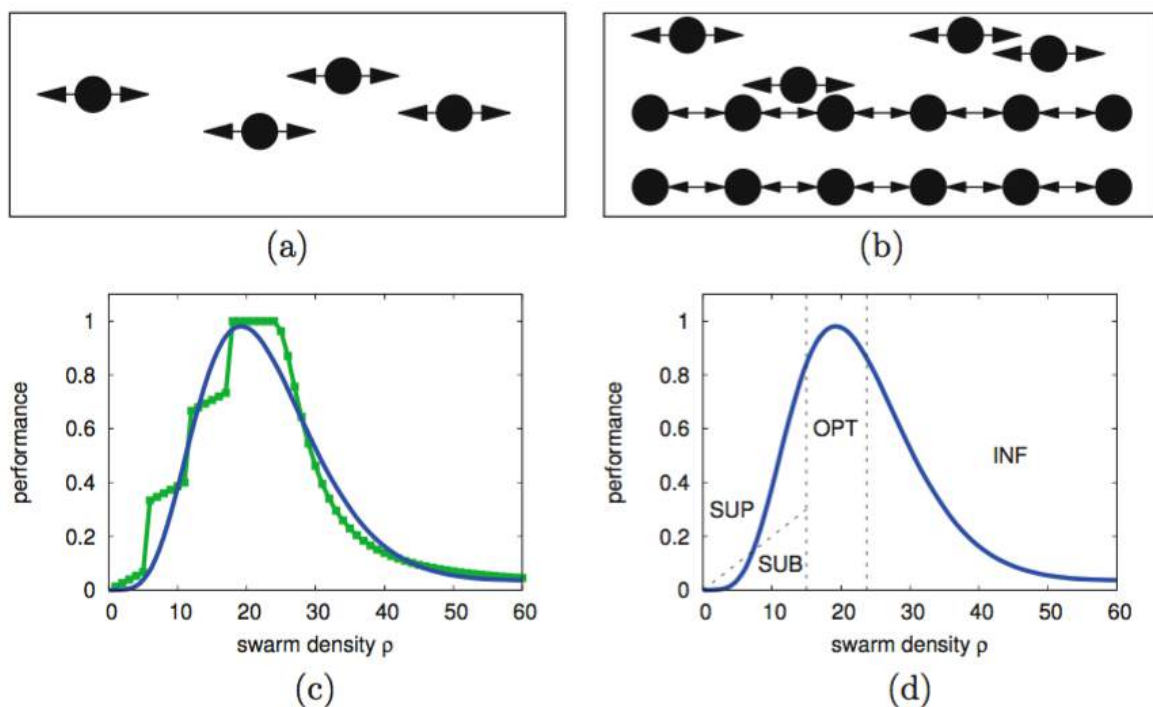 (a)
(b)
performance
1
0.8
0.6
0.4
0.2
0
0 10 20 30 40 50 60
swarm density ρ
(c)
performance
1
0.8
0.6
0.4
0.2
0
SUP
SUB
OPT
INF
0 10 20 30 40 50 60
swarm density ρ
(d)